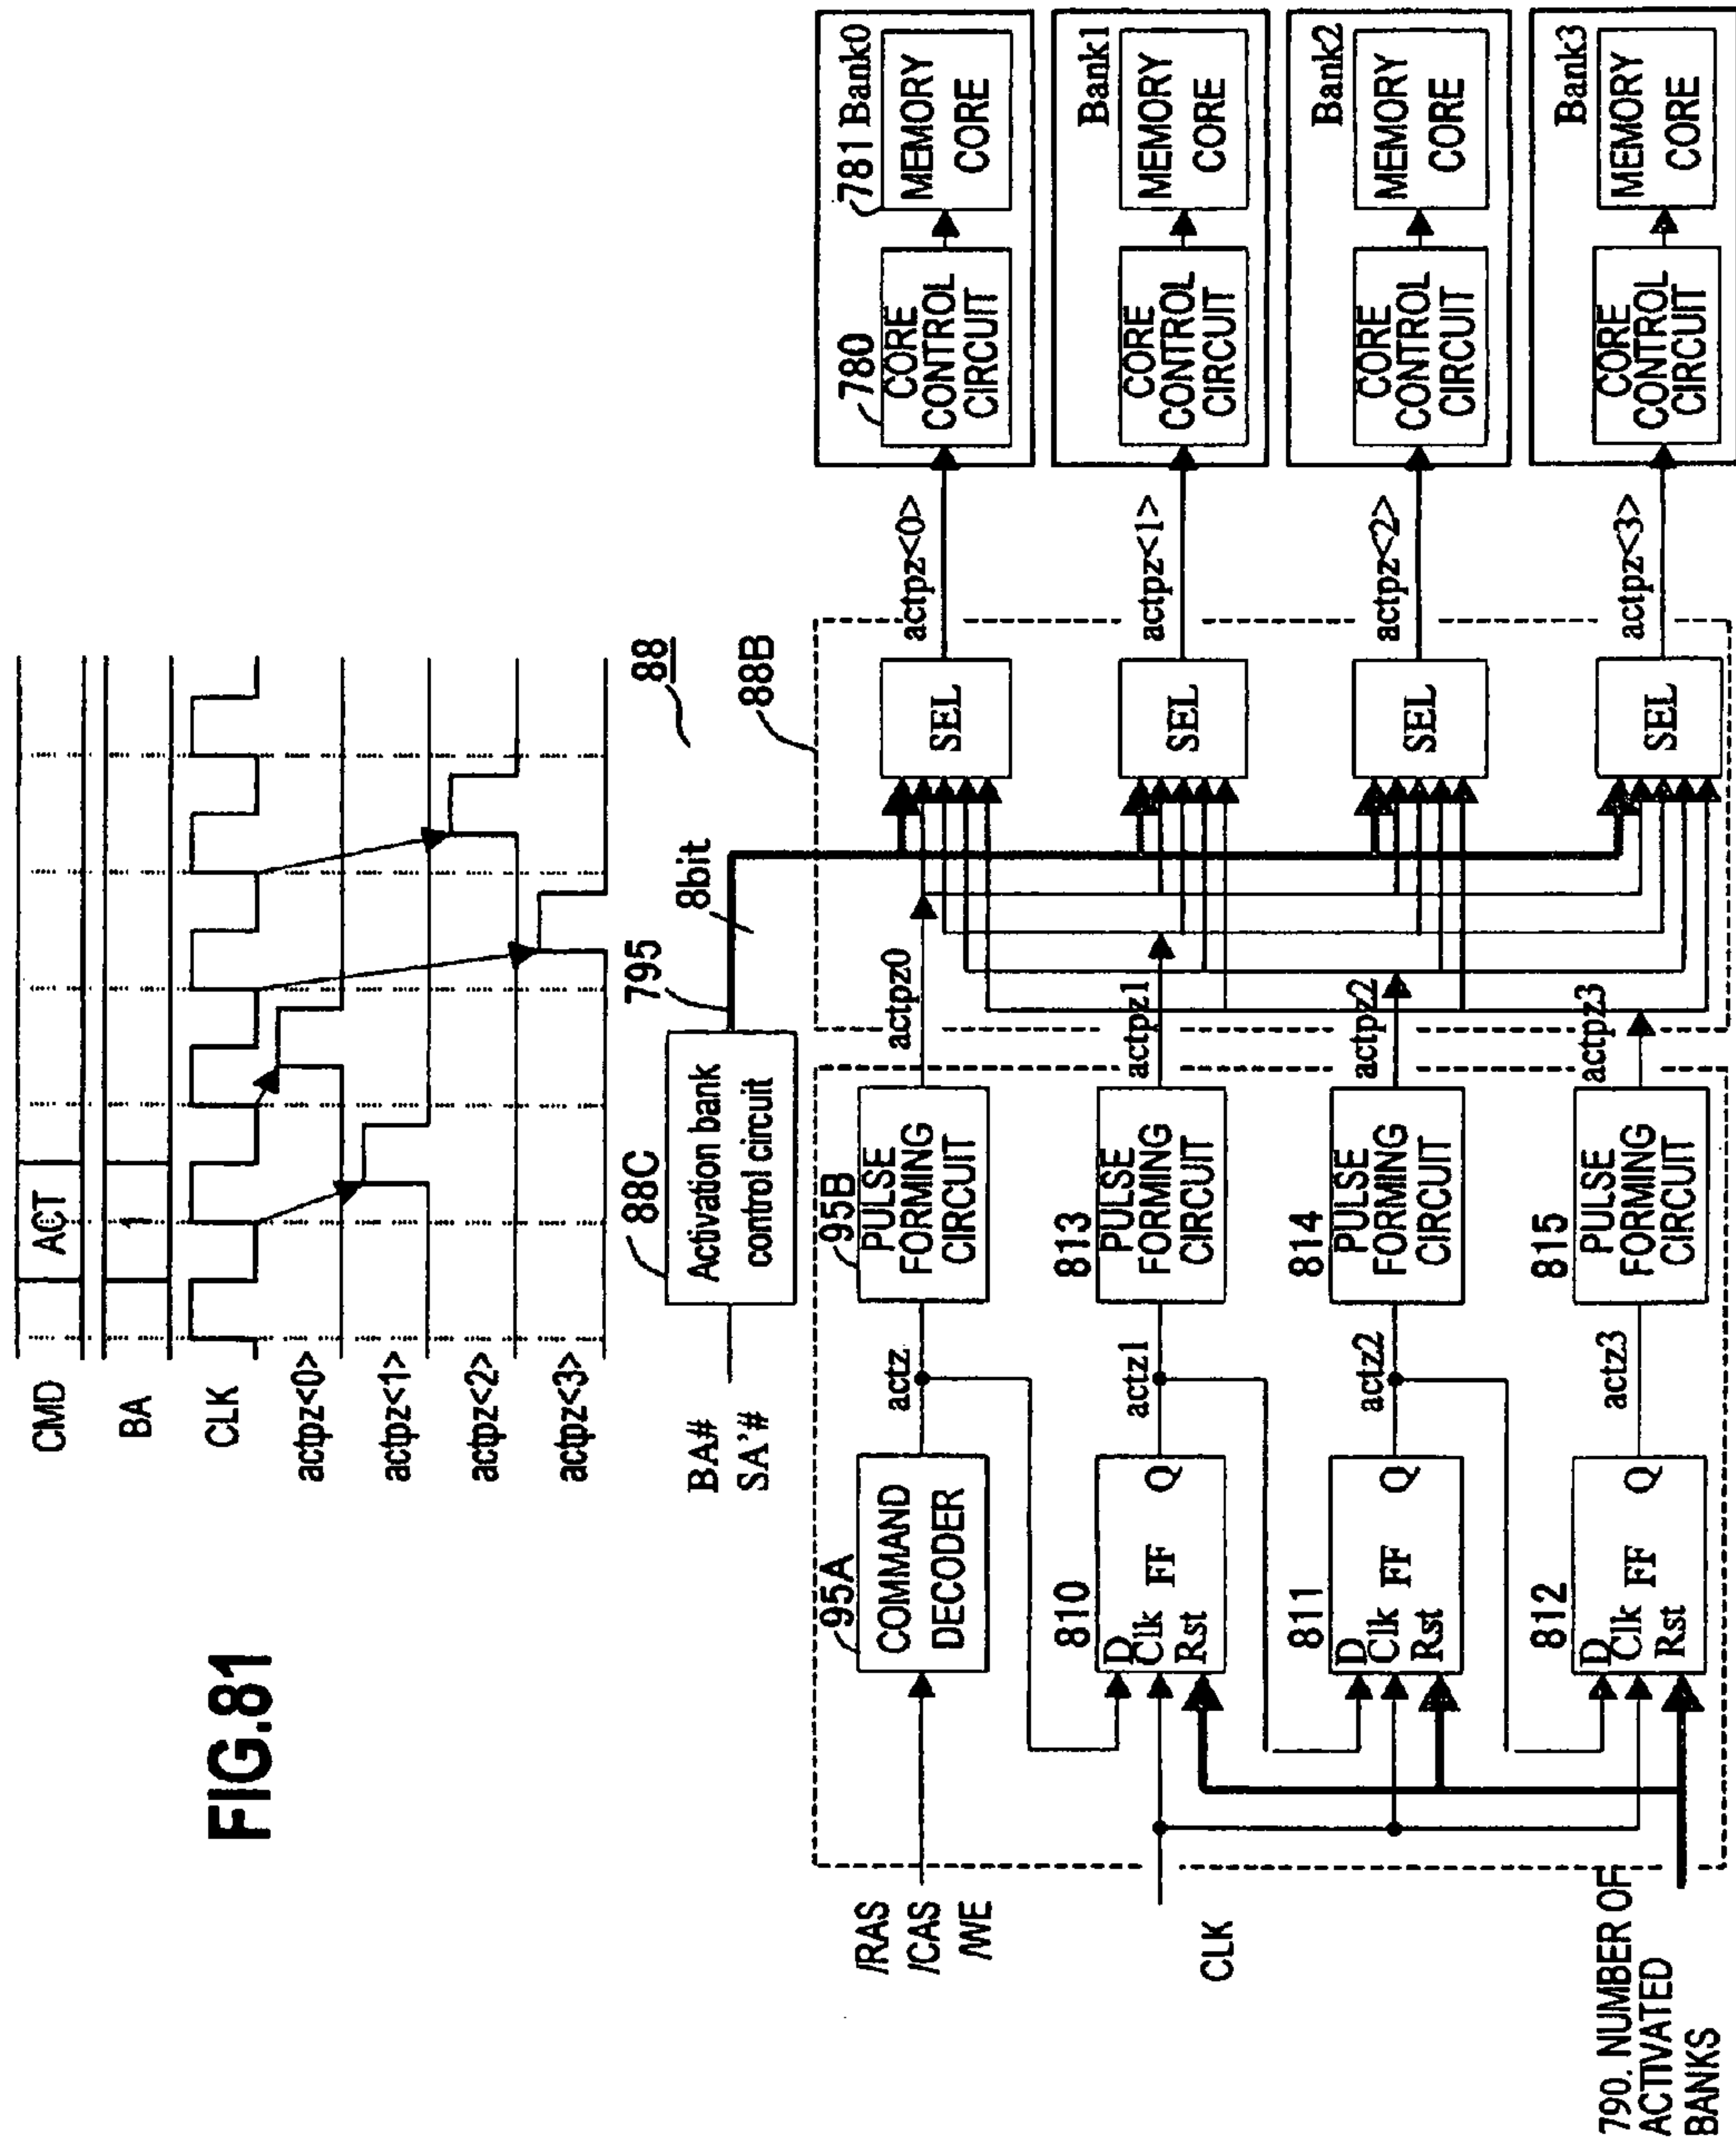 FIG.81
CMD
ACT
BA
1
CLK
actpz<0>
actpz<1>
actpz<2>
actpz<3>
BA#
SA'#
88C
Activation bank
control circuit
795
8bit
88
88B
/RAS
/CAS
/WE
95A
COMMAND
DECODER
actz
95B
PULSE
FORMING
CIRCUIT
actpz0
SEL
actpz<0>
780
CORE
CONTROL
CIRCUIT
781 Bank0
MEMORY
CORE
CLK
810
D
Clk FF Q
Rst
actz1
813
PULSE
FORMING
CIRCUIT
actpz1
SEL
actpz<1>
CORE
CONTROL
CIRCUIT
Bank1
MEMORY
CORE
811
D
Clk FF Q
Rst
actz2
814
PULSE
FORMING
CIRCUIT
actpz2
SEL
actpz<2>
CORE
CONTROL
CIRCUIT
Bank2
MEMORY
CORE
790. NUMBER OF
ACTIVATED
BANKS
812
D
Clk FF Q
Rst
actz3
815
PULSE
FORMING
CIRCUIT
actpz3
SEL
actpz<3>
CORE
CONTROL
CIRCUIT
Bank3
MEMORY
CORE